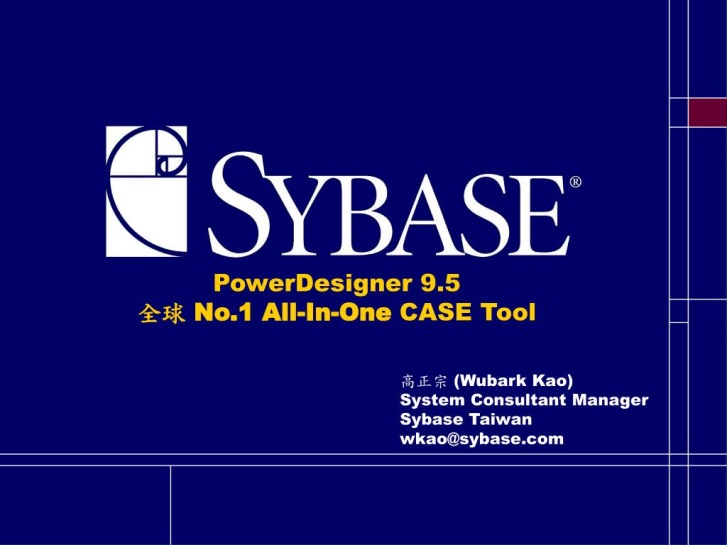 SYBASE®
PowerDesigner 9.5
全球 No.1 All-In-One CASE Tool
高正宗 (Wubark Kao)
System Consultant Manager
Sybase Taiwan
wkao@sybase.com